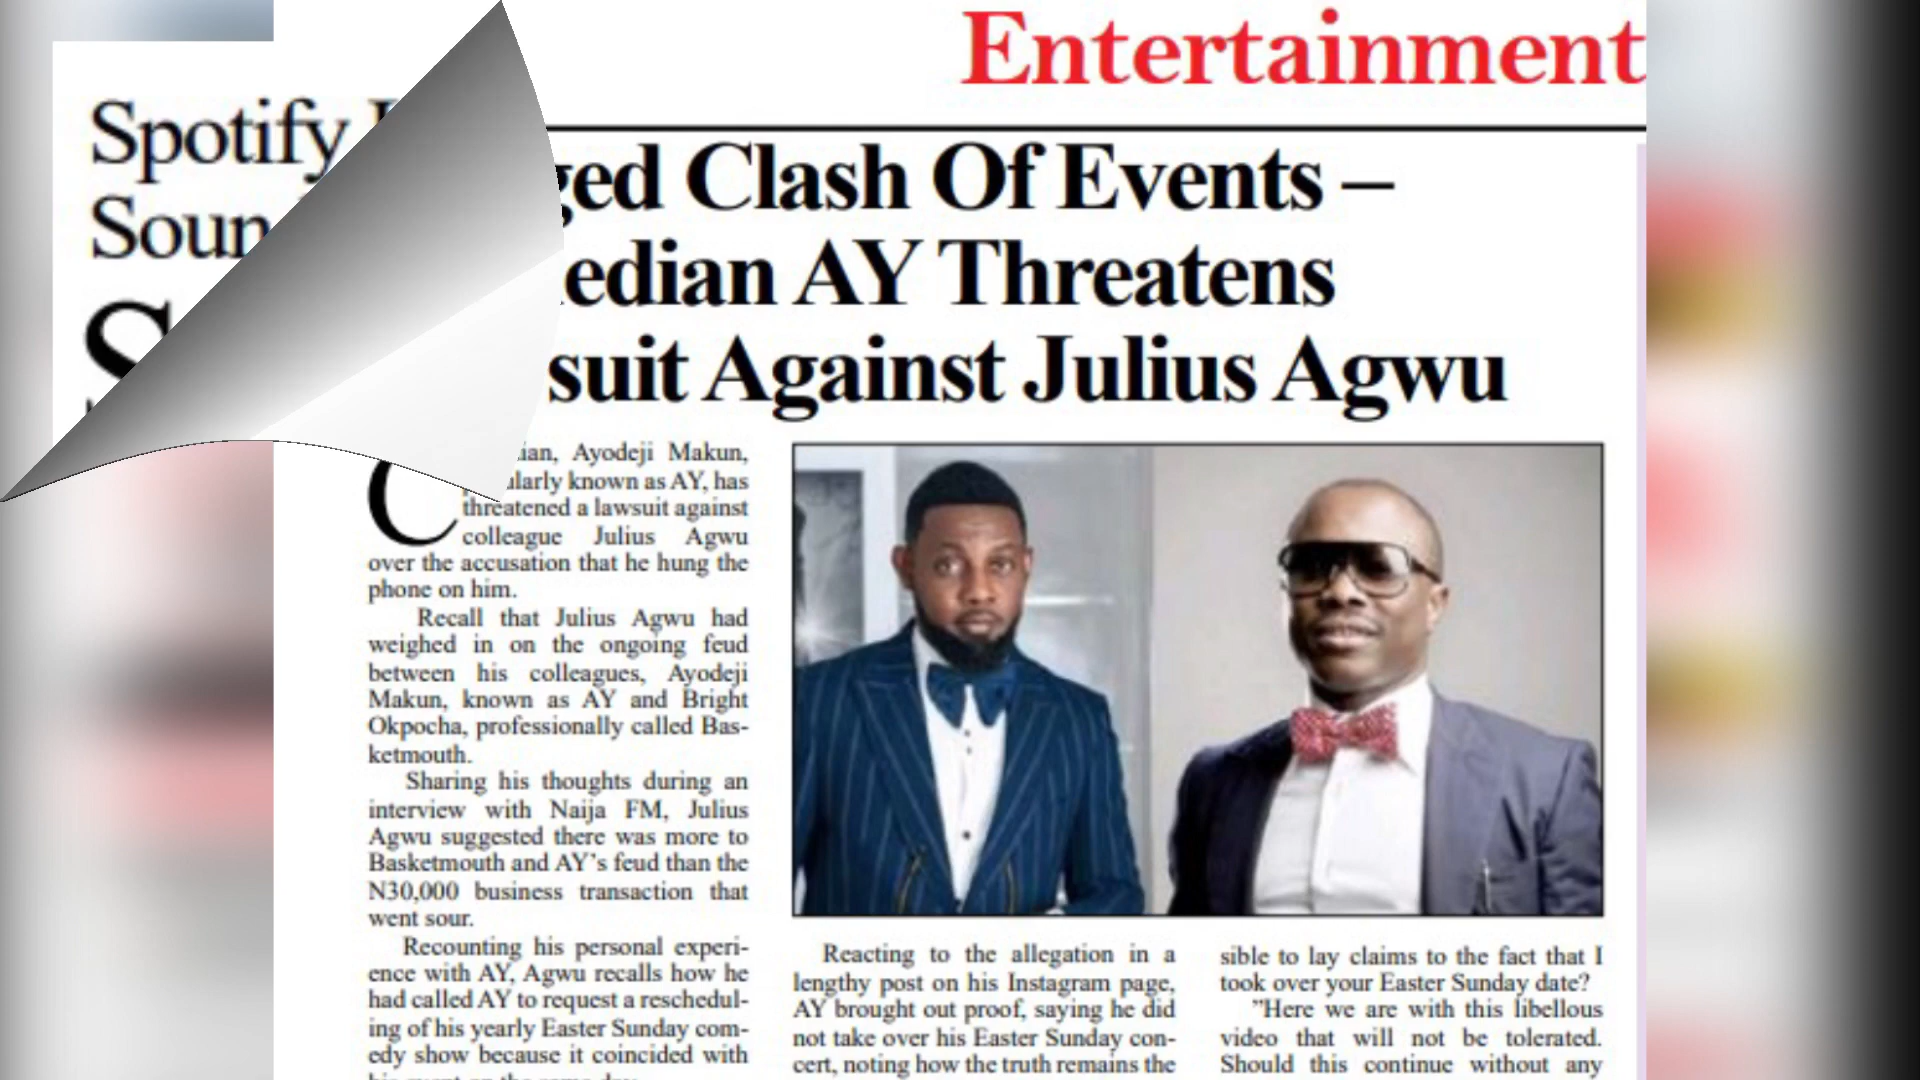 Entertainment
Spotify
Soun
ged Clash Of Events –
edian AY Threatens
suit Against Julius Agwu
S
C
ian, Ayodeji Makun,
ularly known as AY, has
threatened a lawsuit against
colleague Julius Agwu
over the accusation that he hung the
phone on him.
Recall that Julius Agwu had
weighed in on the ongoing feud
between his colleagues, Ayodeji
Makun, known as AY and Bright
Okpocha, professionally called Bas-
ketmouth.
Sharing his thoughts during an
interview with Naija FM, Julius
Agwu suggested there was more to
Basketmouth and AY's feud than the
N30,000 business transaction that
went sour.
Recounting his personal experi-
ence with AY, Agwu recalls how he
had called AY to request a reschedul-
ing of his yearly Easter Sunday com-
edy show because it coincided with
Reacting to the allegation in a
lengthy post on his Instagram page,
AY brought out proof, saying he did
not take over his Easter Sunday con-
cert, noting how the truth remains the
sible to lay claims to the fact that I
took over your Easter Sunday date?
"Here we are with this libellous
video that will not be tolerated.
Should this continue without any